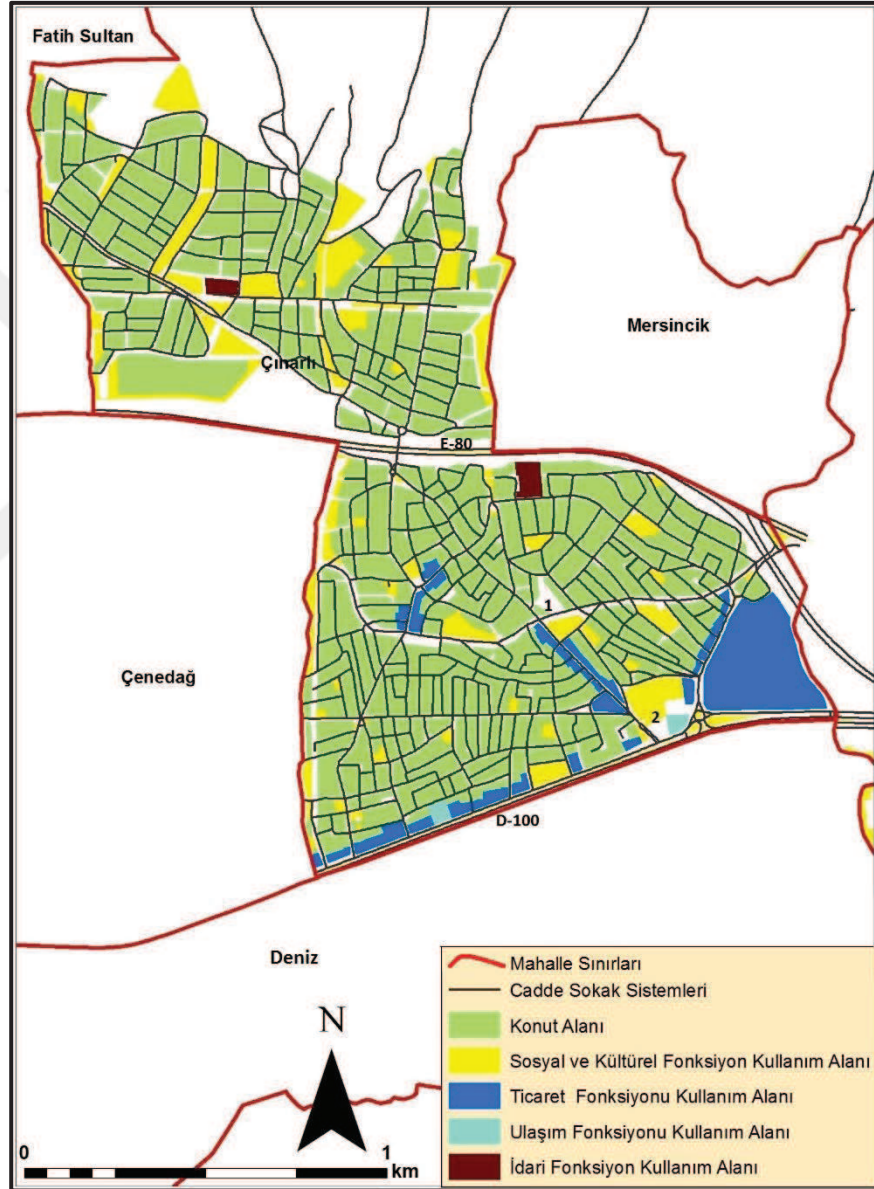 Fatih Sultan
Mersincik
Çınarlı
E-80
1
Çenedağ
2
D-100
Deniz
N
0 1
km
Mahalle Sınırları
Cadde Sokak Sistemleri
Konut Alanı
Sosyal ve Kültürel Fonksiyon Kullanım Alanı
Ticaret Fonksiyonu Kullanım Alanı
Ulaşım Fonksiyonu Kullanım Alanı
İdari Fonksiyon Kullanım Alanı